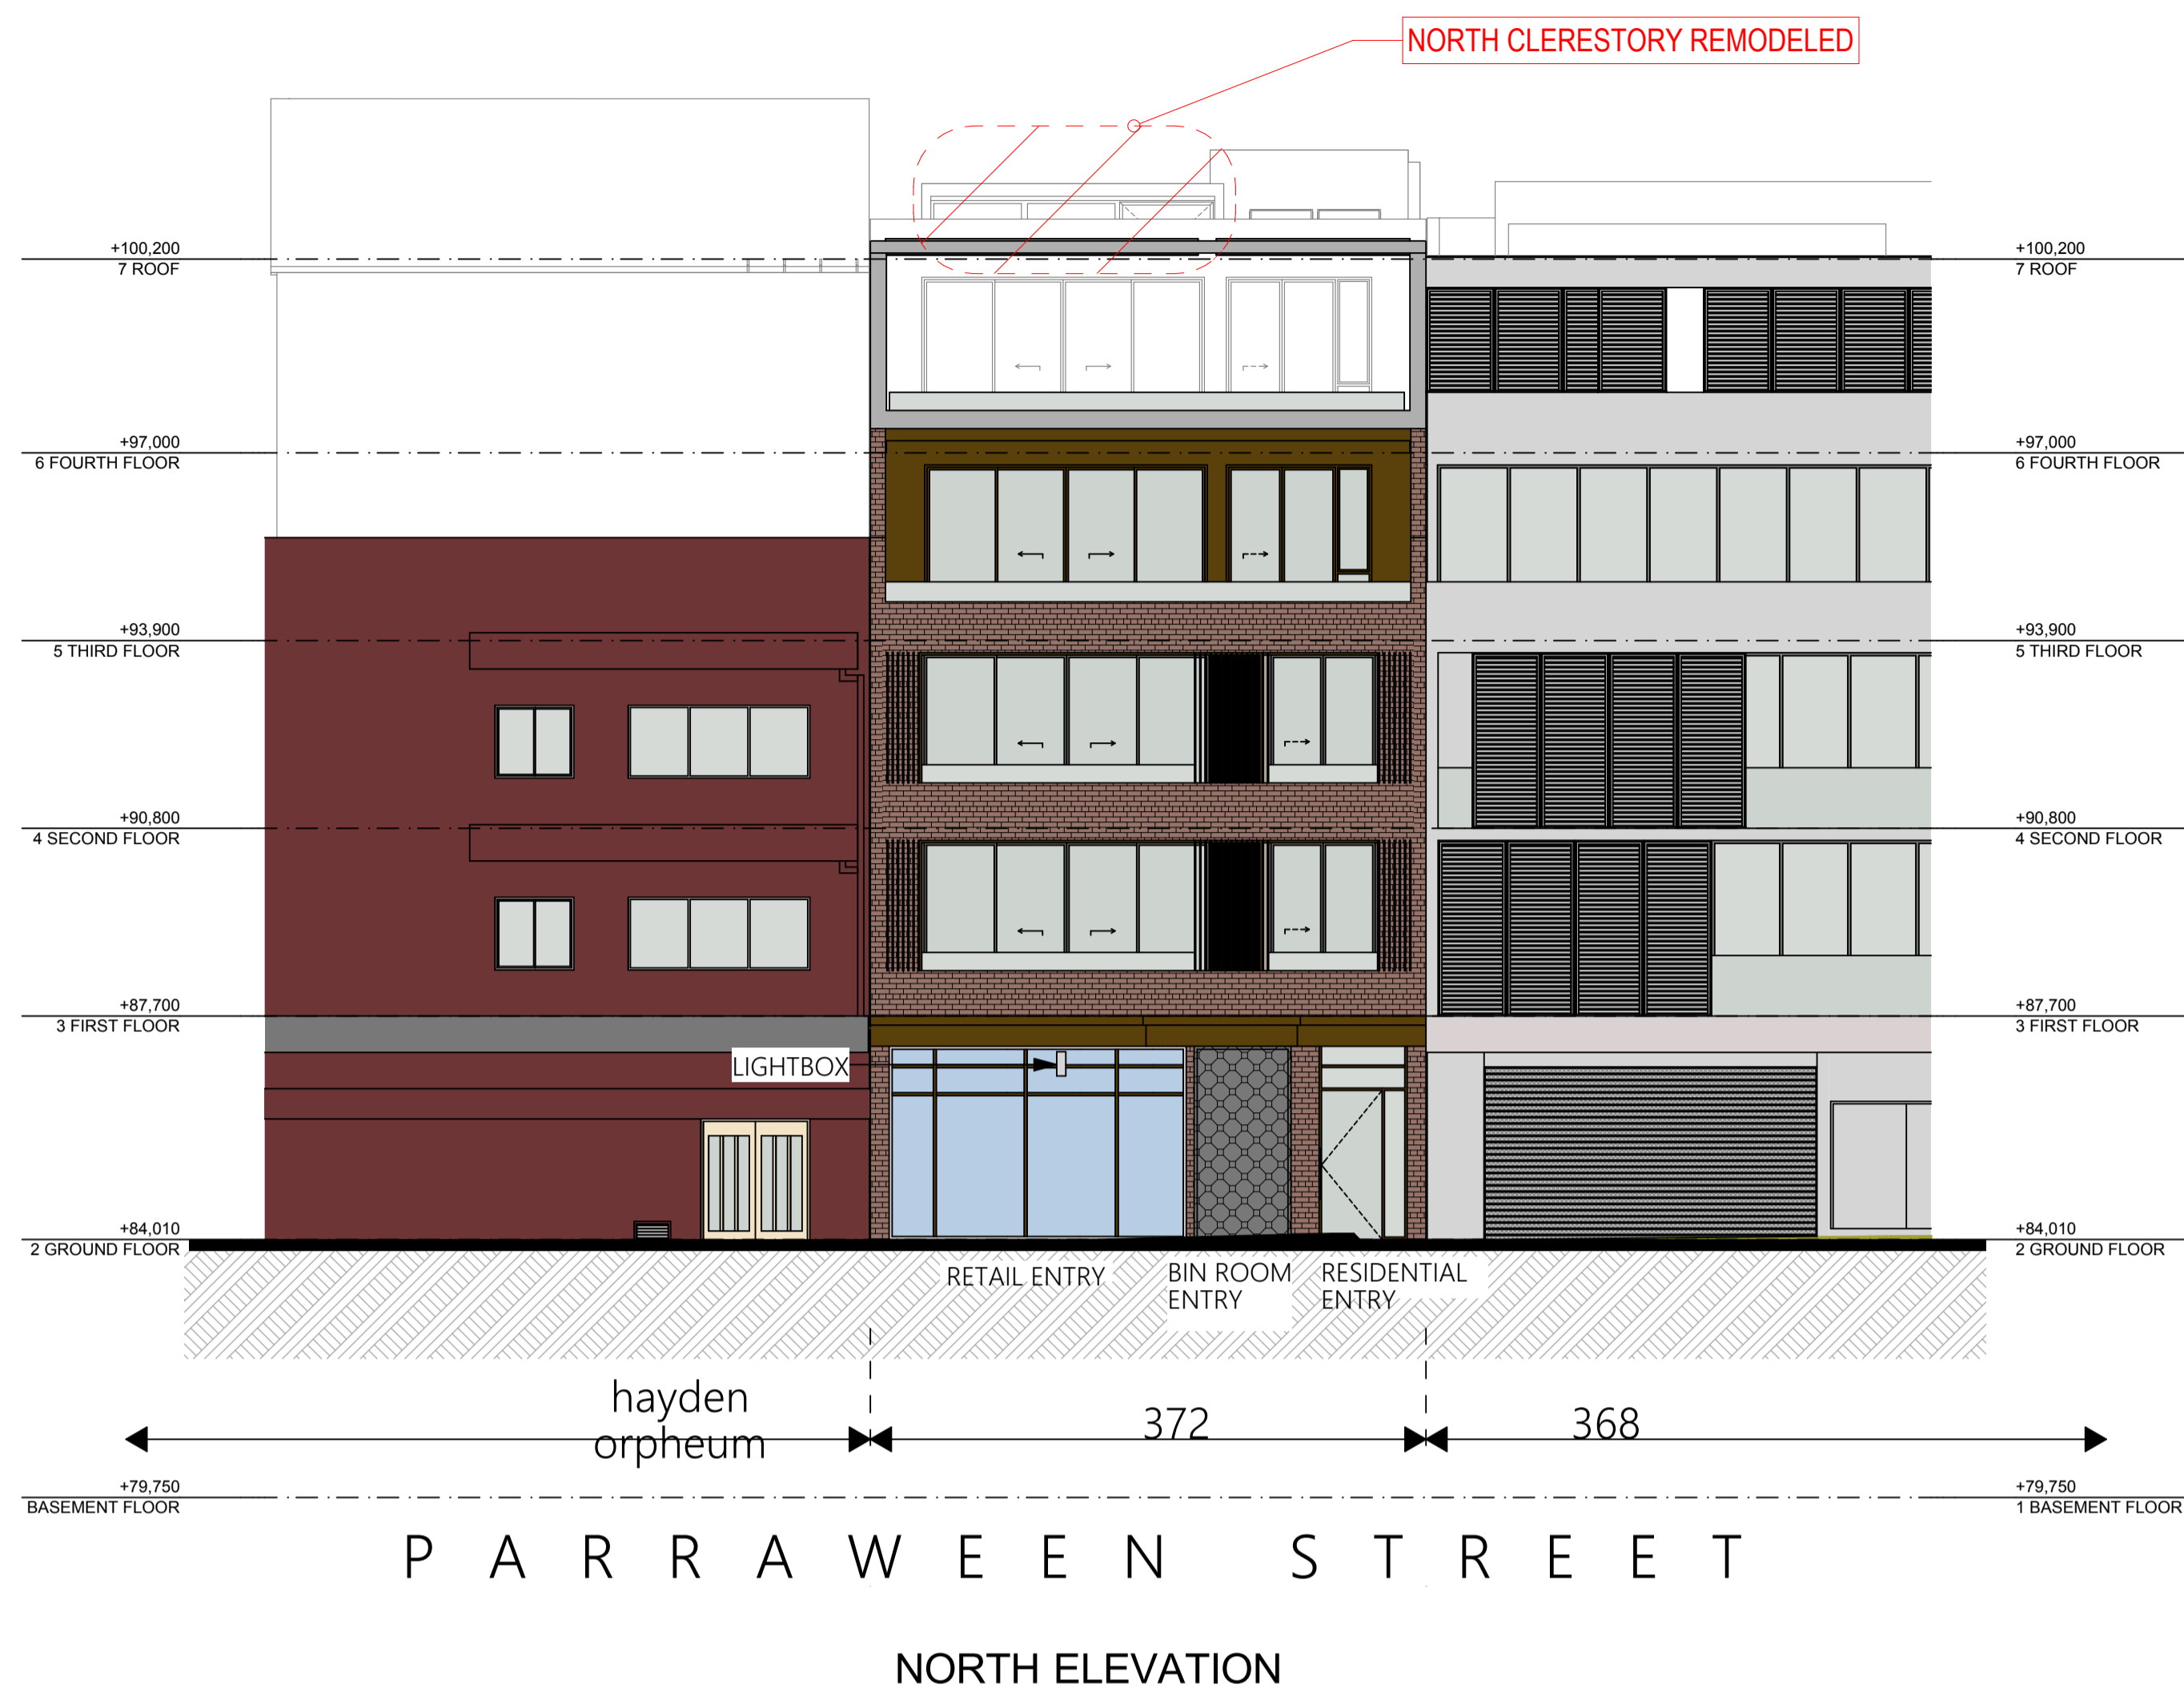 NORTH CLERESTORY REMODELED
+100,200
7 ROOF
+100,200
7 ROOF
+97,000
6 FOURTH FLOOR
+97,000
6 FOURTH FLOOR
+93,900
5 THIRD FLOOR
+93,900
5 THIRD FLOOR
+90,800
4 SECOND FLOOR
+90,800
4 SECOND FLOOR
+87,700
3 FIRST FLOOR
+87,700
3 FIRST FLOOR
LIGHTBOX
+84,010
2 GROUND FLOOR
+84,010
2 GROUND FLOOR
RETAIL ENTRY
BIN ROOM
ENTRY
RESIDENTIAL
ENTRY
hayden
orpheum
372
368
+79,750
BASEMENT FLOOR
+79,750
1 BASEMENT FLOOR
PARRAWEEN STREET
NORTH ELEVATION